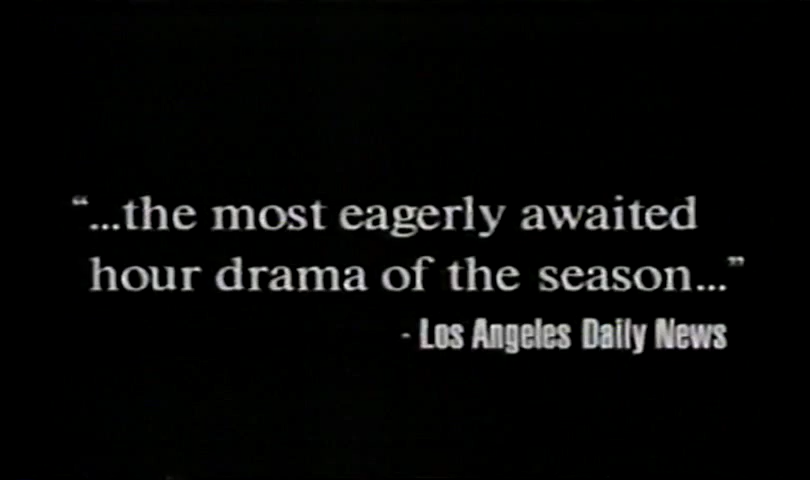 “...the most eagerly awaited
hour drama of the season...”
- Los Angeles Daily News